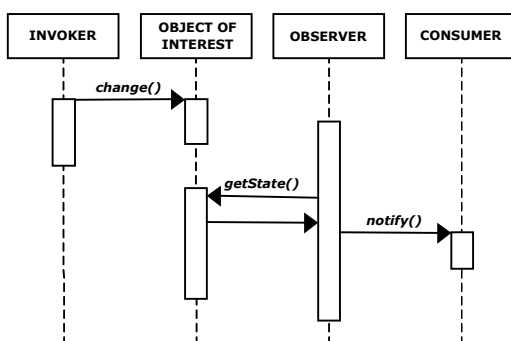 INVOKER
OBJECT OF
INTEREST
OBSERVER
CONSUMER
change()
getState()
notify()